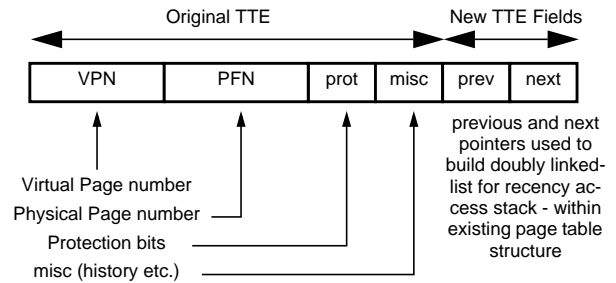 Original TTE
New TTE Fields
VPN PFN prot misc prev next
previous and next
pointers used to
build doubly linked-
list for recency ac
cess stack - within
existing page table
structure
Virtual Page number
Physical Page number
Protection bits
misc (history etc.)